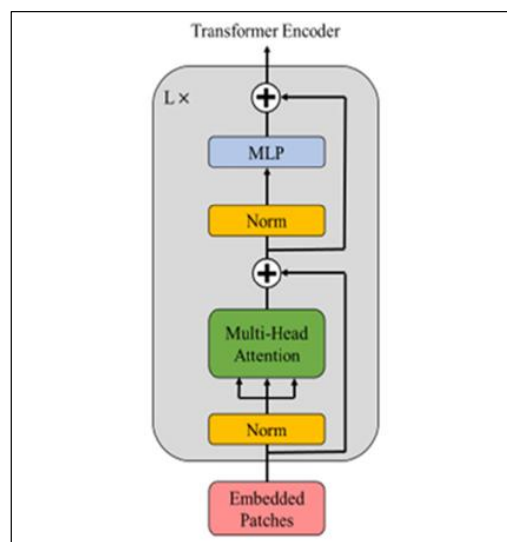 Transformer Encoder
L ×
+
MLP
Norm
+
Multi-Head
Attention
Norm
Embedded
Patches